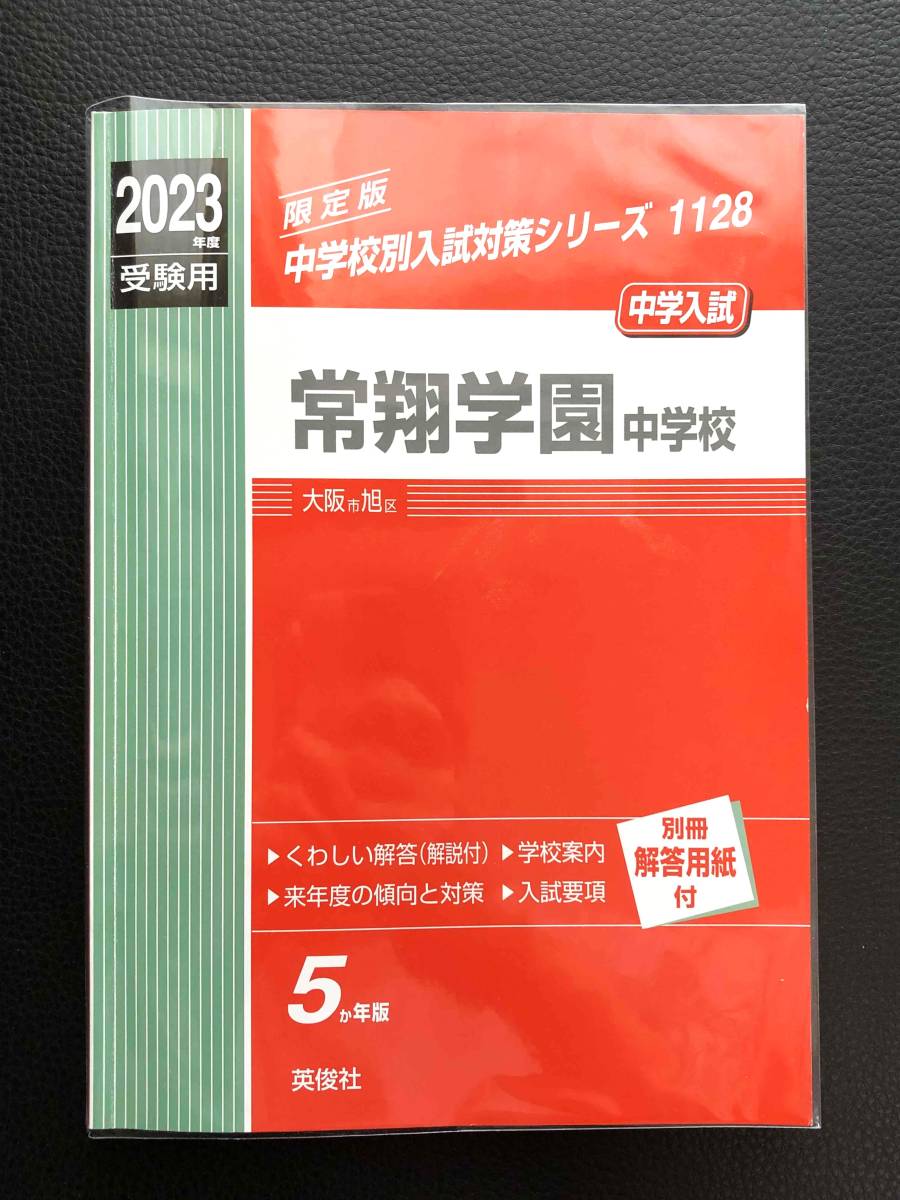 2023
年度
受験用
限定版
中学校別入試対策シリーズ 1128
中学入試
常翔学園 中学校
大阪市旭区
▶くわしい解答(解説付) ▶学校案内
▶来年度の傾向と対策 ▶入試要項
別冊
解答用紙
付
5か年版
英俊社